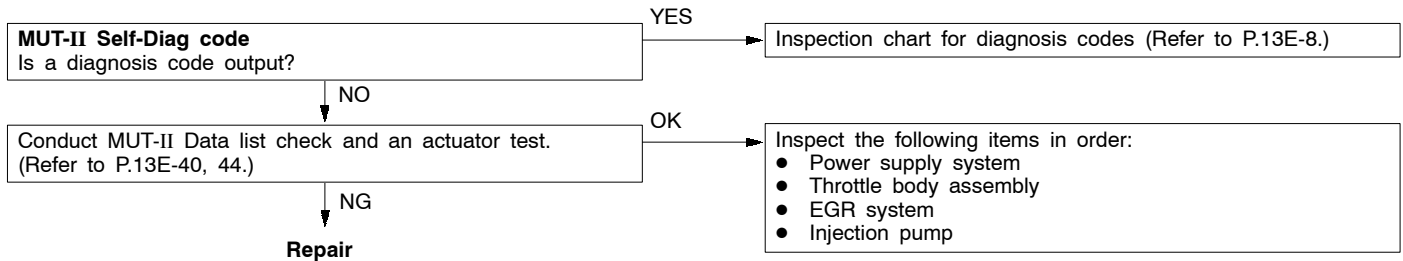 YES
MUT-II Self-Diag code
Is a diagnosis code output?
Inspection chart for diagnosis codes (Refer to P.13E-8.)
NO
Conduct MUT-II Data list check and an actuator test.
(Refer to P.13E-40, 44.)
OK
Inspect the following items in order:
● Power supply system
● Throttle body assembly
● EGR system
● Injection pump
NG
Repair